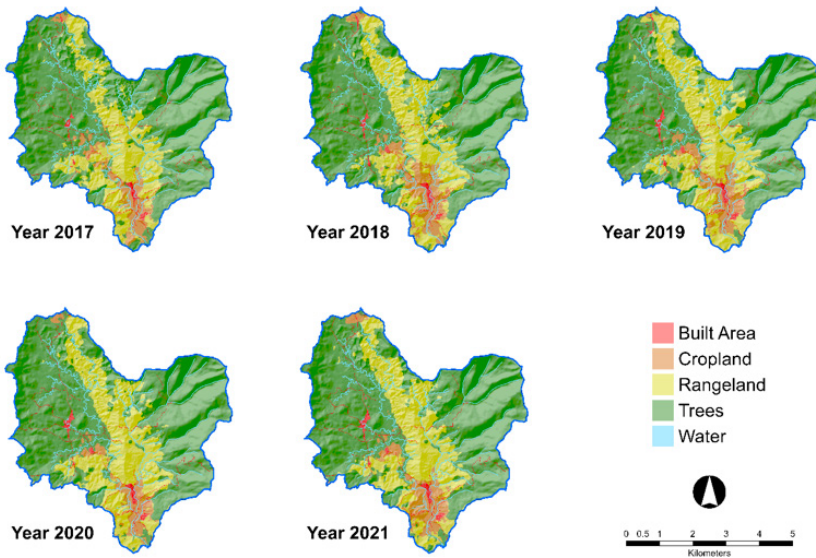 Year 2017
Year 2018
Year 2019
Year 2020
Year 2021
Built Area
Cropland
Rangeland
Trees
Water
0 0.5 1 2 3 4 5
Kilometers